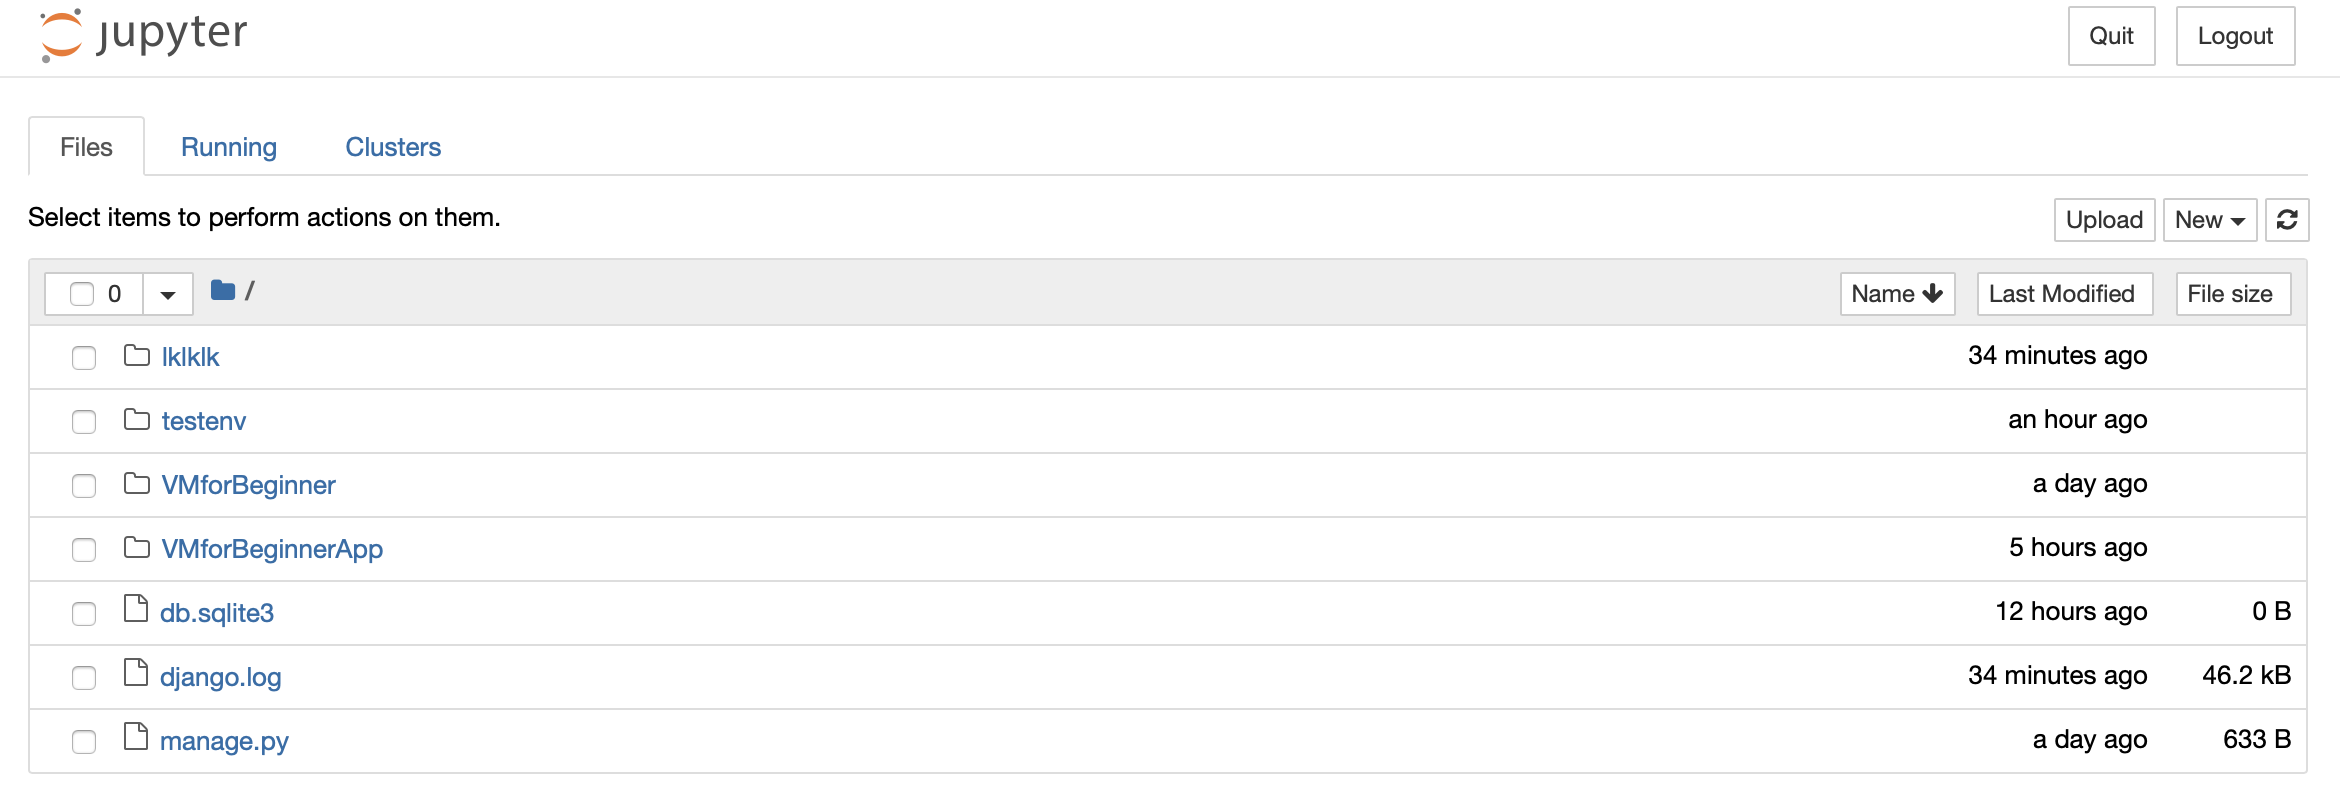 jupyter
Quit Logout
Files Running Clusters
Select items to perform actions on them.
Upload New
0 / Name Last Modified File size
lklklk 34 minutes ago
testenv an hour ago
VMforBeginner a day ago
VMforBeginnerApp 5 hours ago
db.sqlite3 12 hours ago 0 B
django.log 34 minutes ago 46.2 kB
manage.py a day ago 633 B